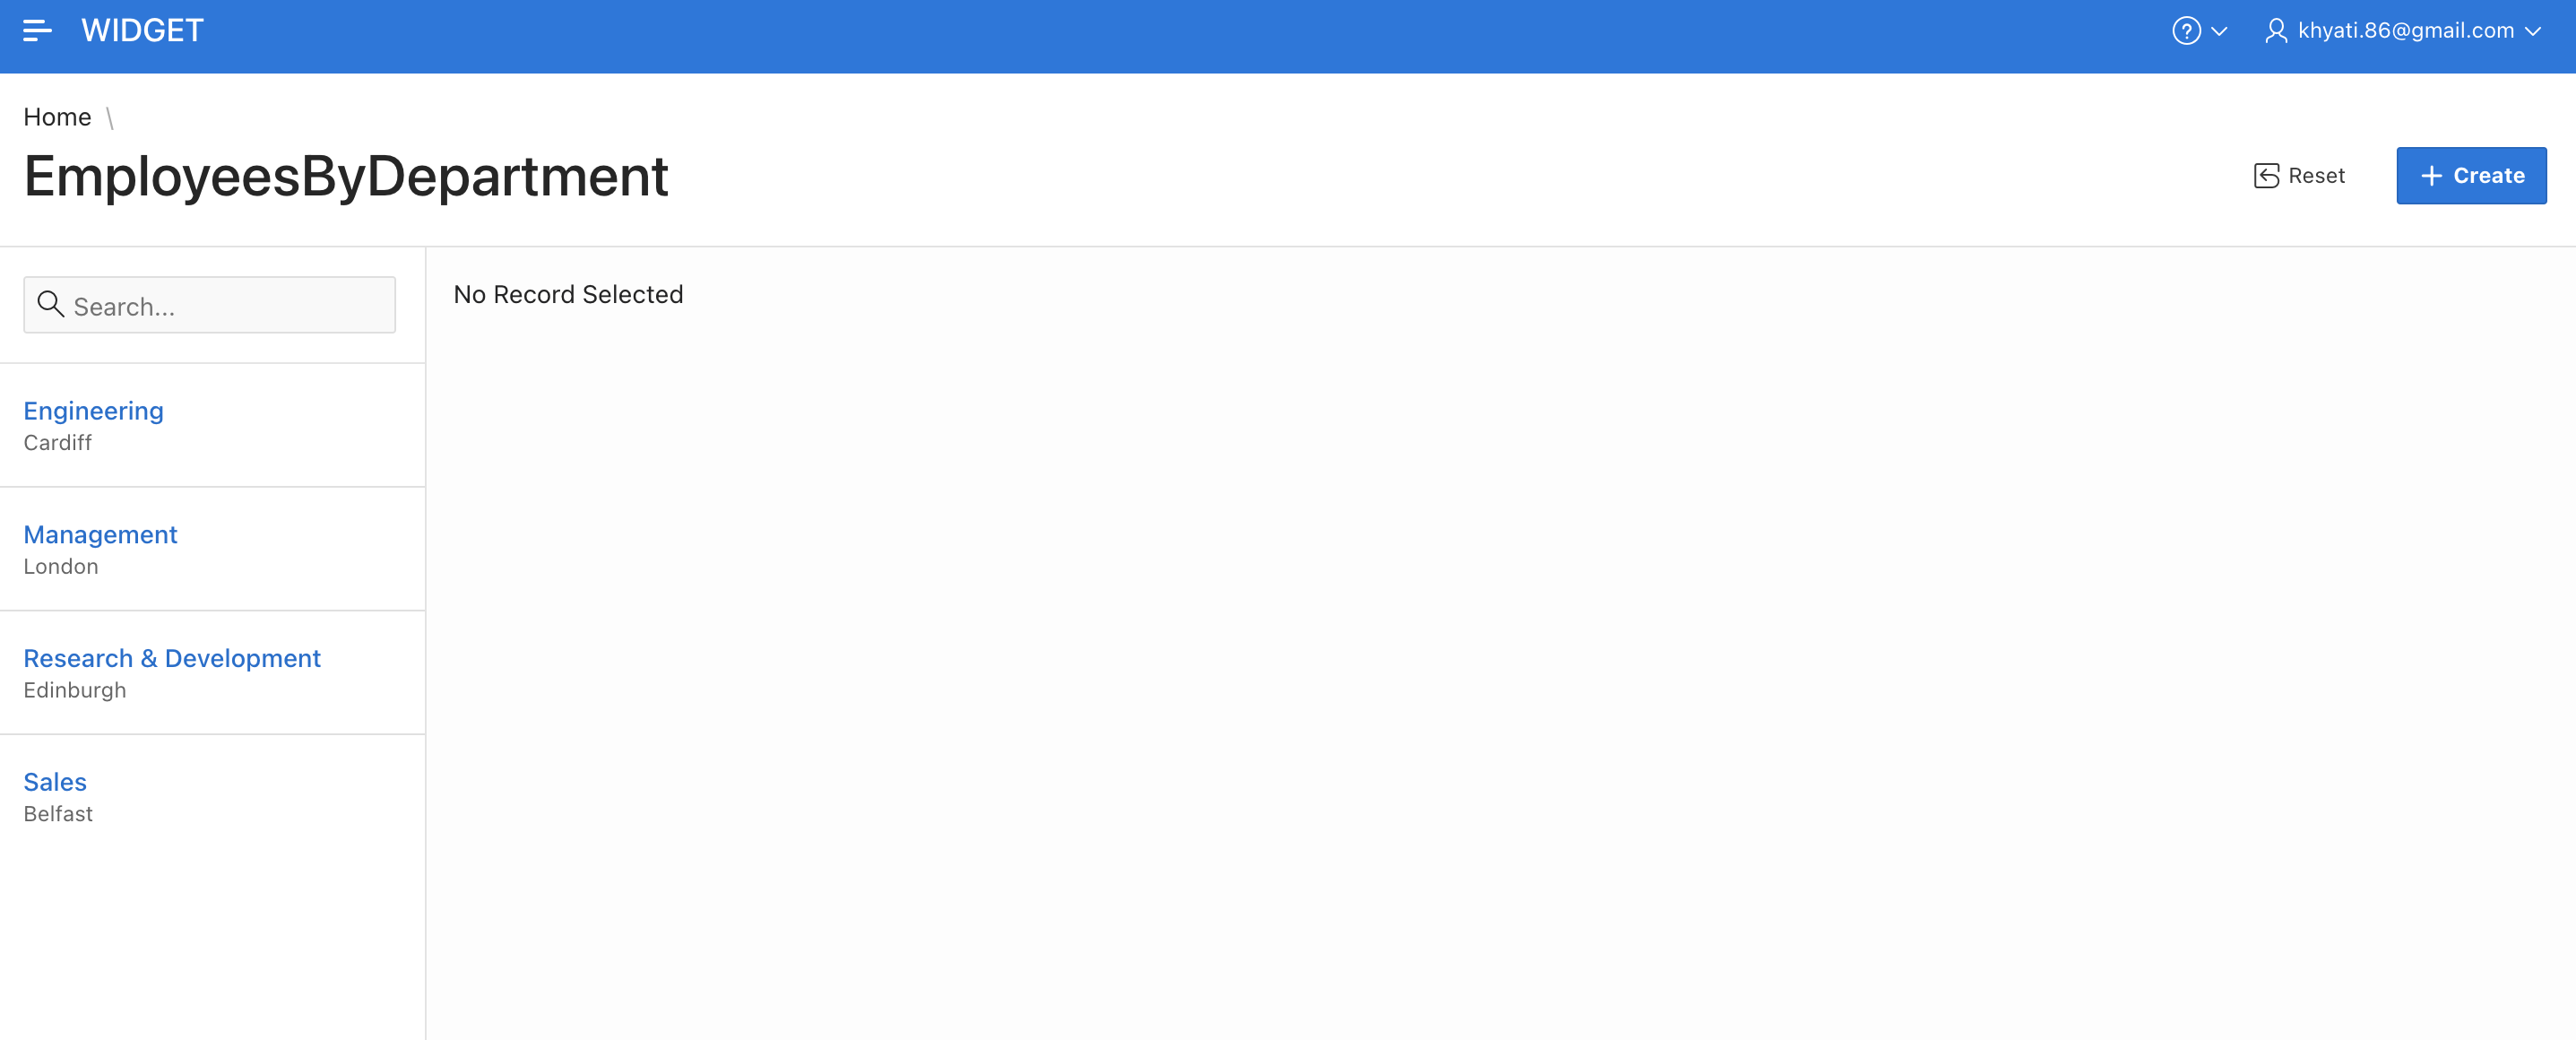 WIDGET
? khyati.86@gmail.com
Home \
EmployeesByDepartment
Reset
+ Create
Search...
No Record Selected
Engineering
Cardiff
Management
London
Research & Development
Edinburgh
Sales
Belfast